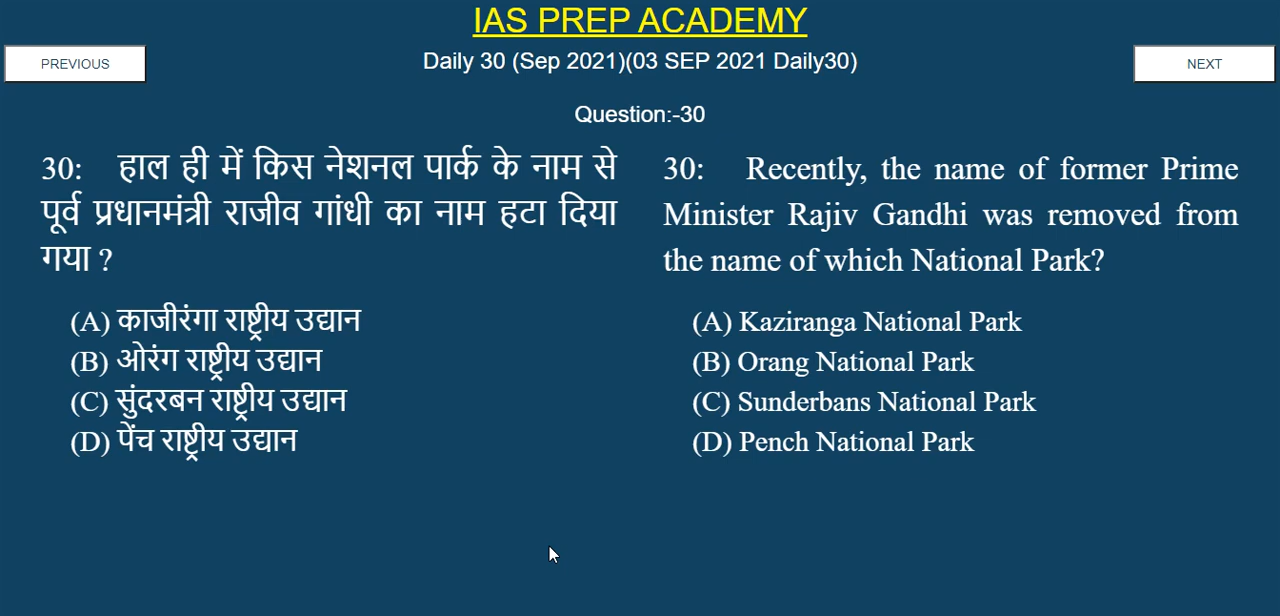 IAS PREP ACADEMY
PREVIOUS
Daily 30 (Sep 2021)(03 SEP 2021 Daily30)
NEXT
Question:-30
30: हाल ही में किस नेशनल पार्क के नाम से
पूर्व प्रधानमंत्री राजीव गांधी का नाम हटा दिया
गया ?
(A) काजीरंगा राष्ट्रीय उद्यान
(B) ओरंग राष्ट्रीय उद्यान
(C) सुंदरबन राष्ट्रीय उद्यान
(D) पेंच राष्ट्रीय उद्यान
30: Recently, the name of former Prime
Minister Rajiv Gandhi was removed from
the name of which National Park?
(A) Kaziranga National Park
(B) Orang National Park
(C) Sunderbans National Park
(D) Pench National Park